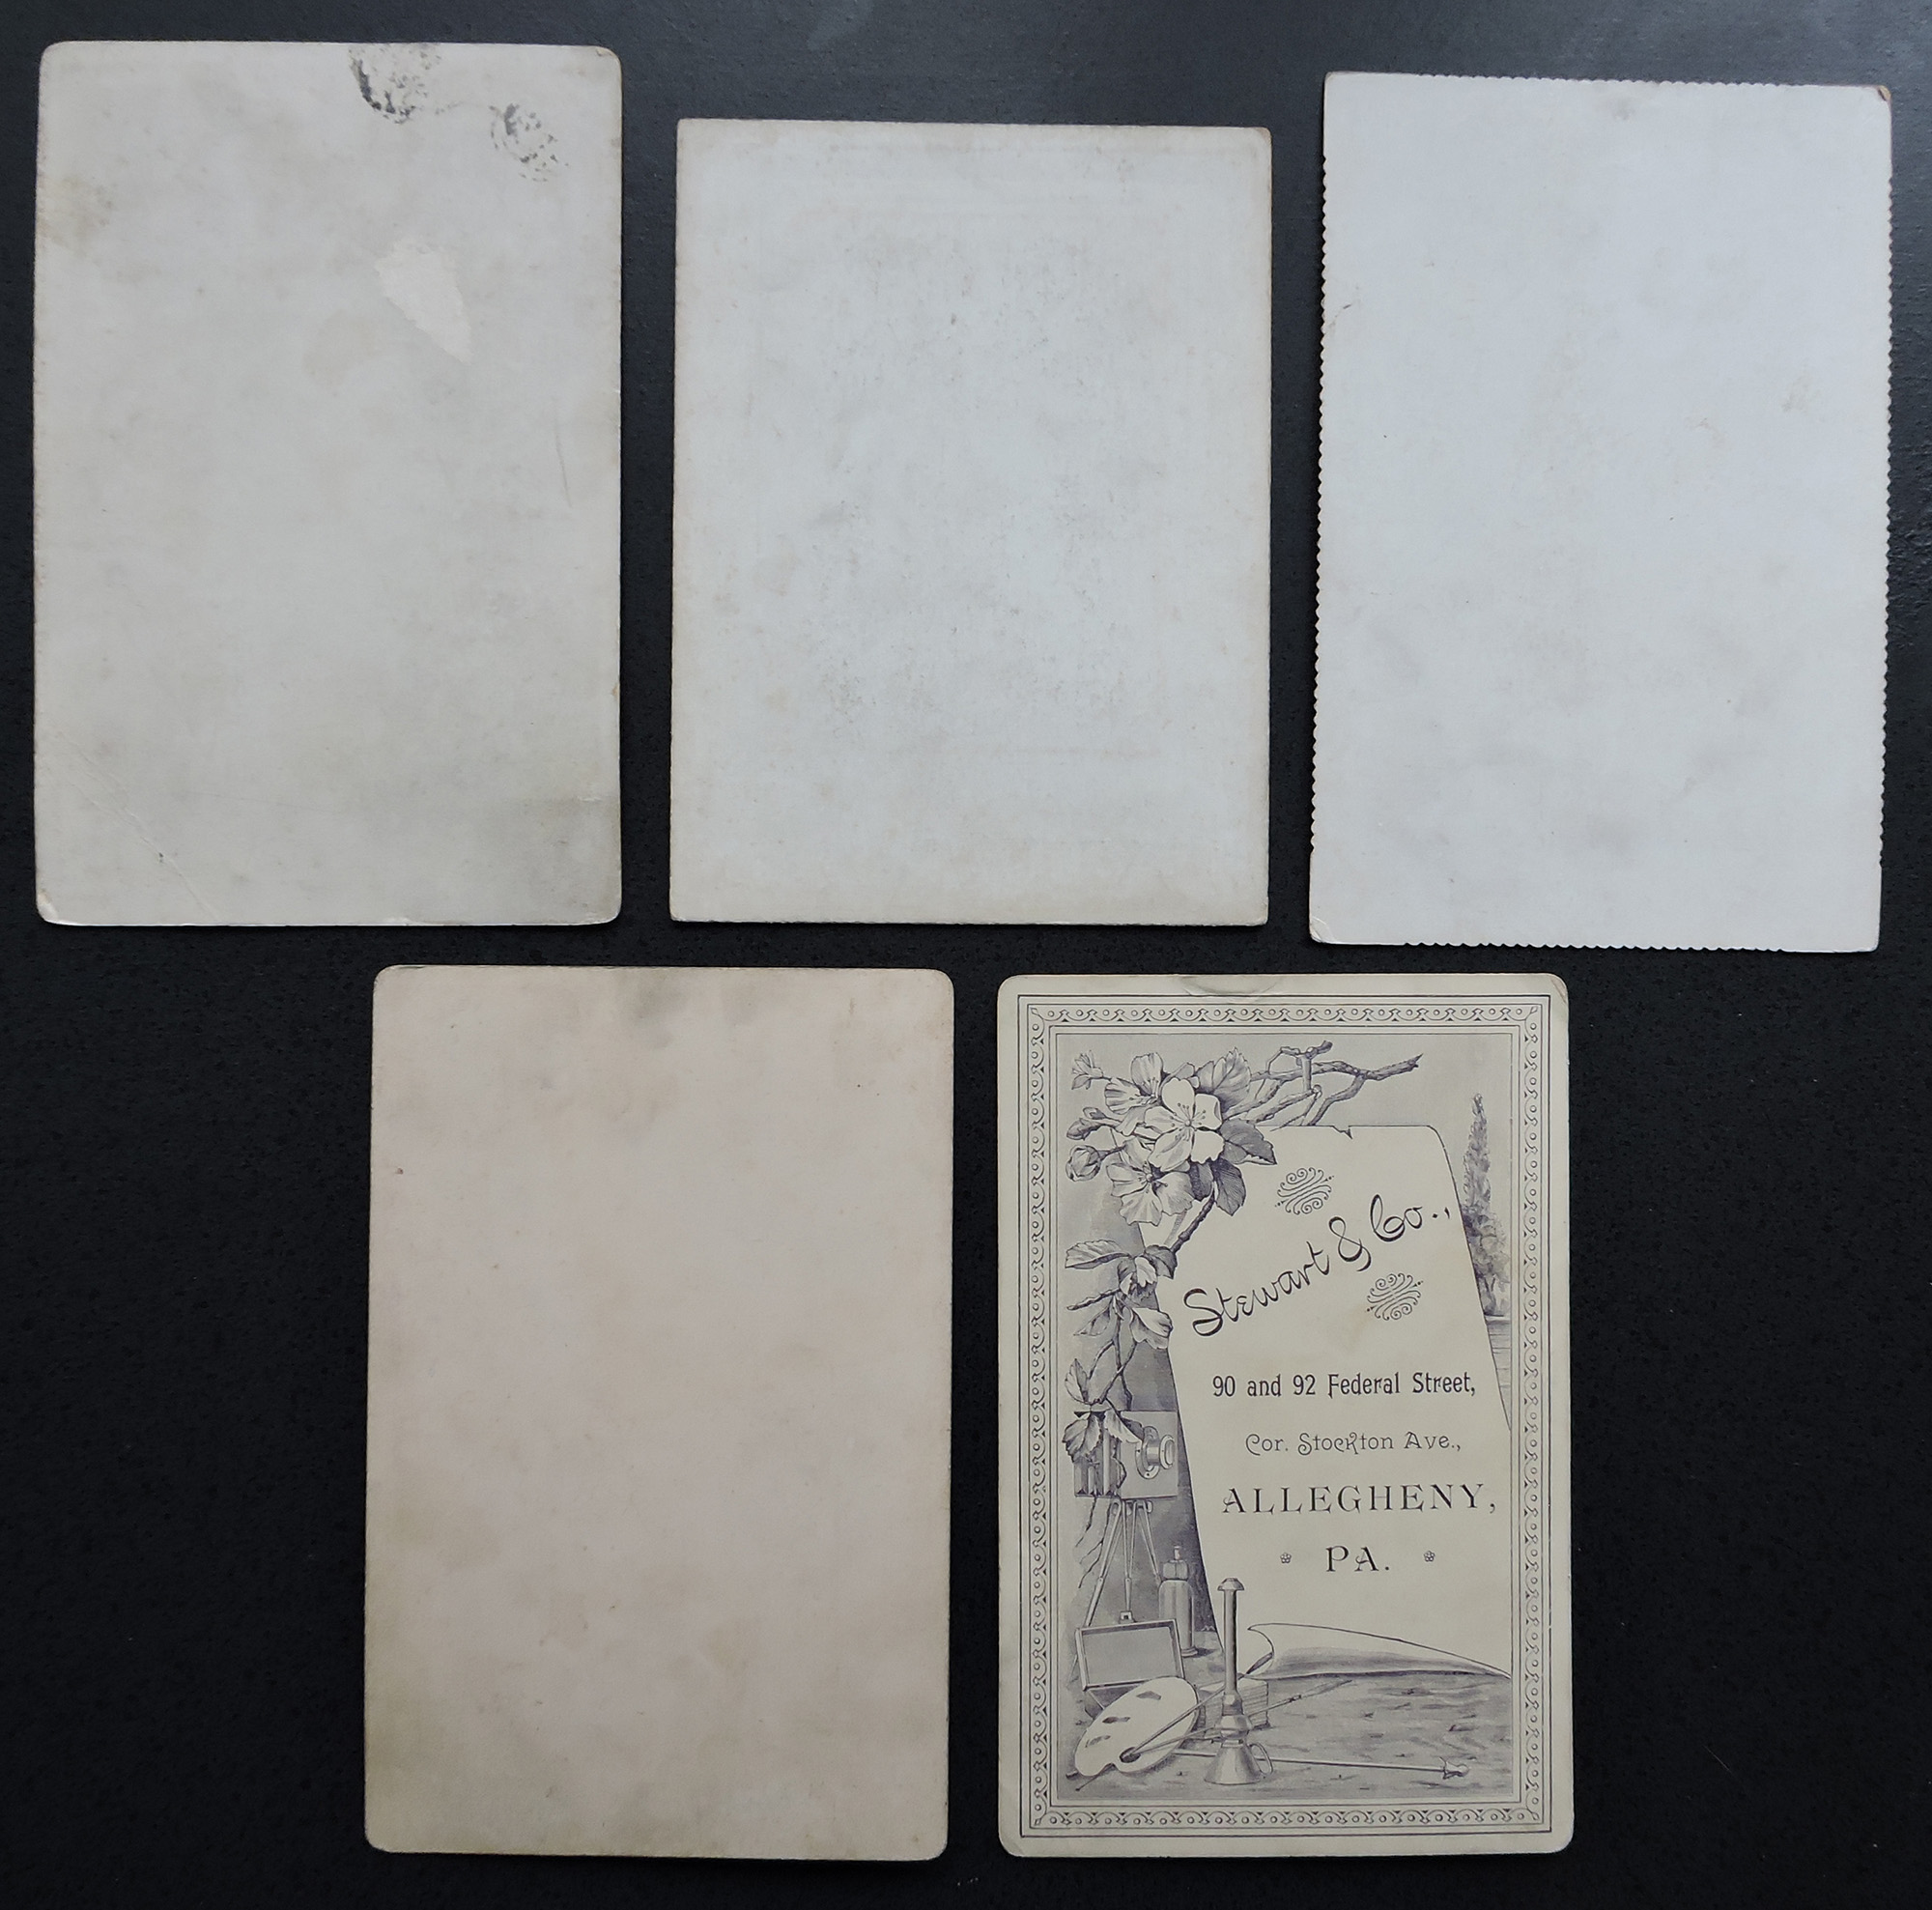 Stewart & Co.,
90 and 92 Federal Street,
Cor. Stockton Ave.,
ALLEGHENY,
PA.